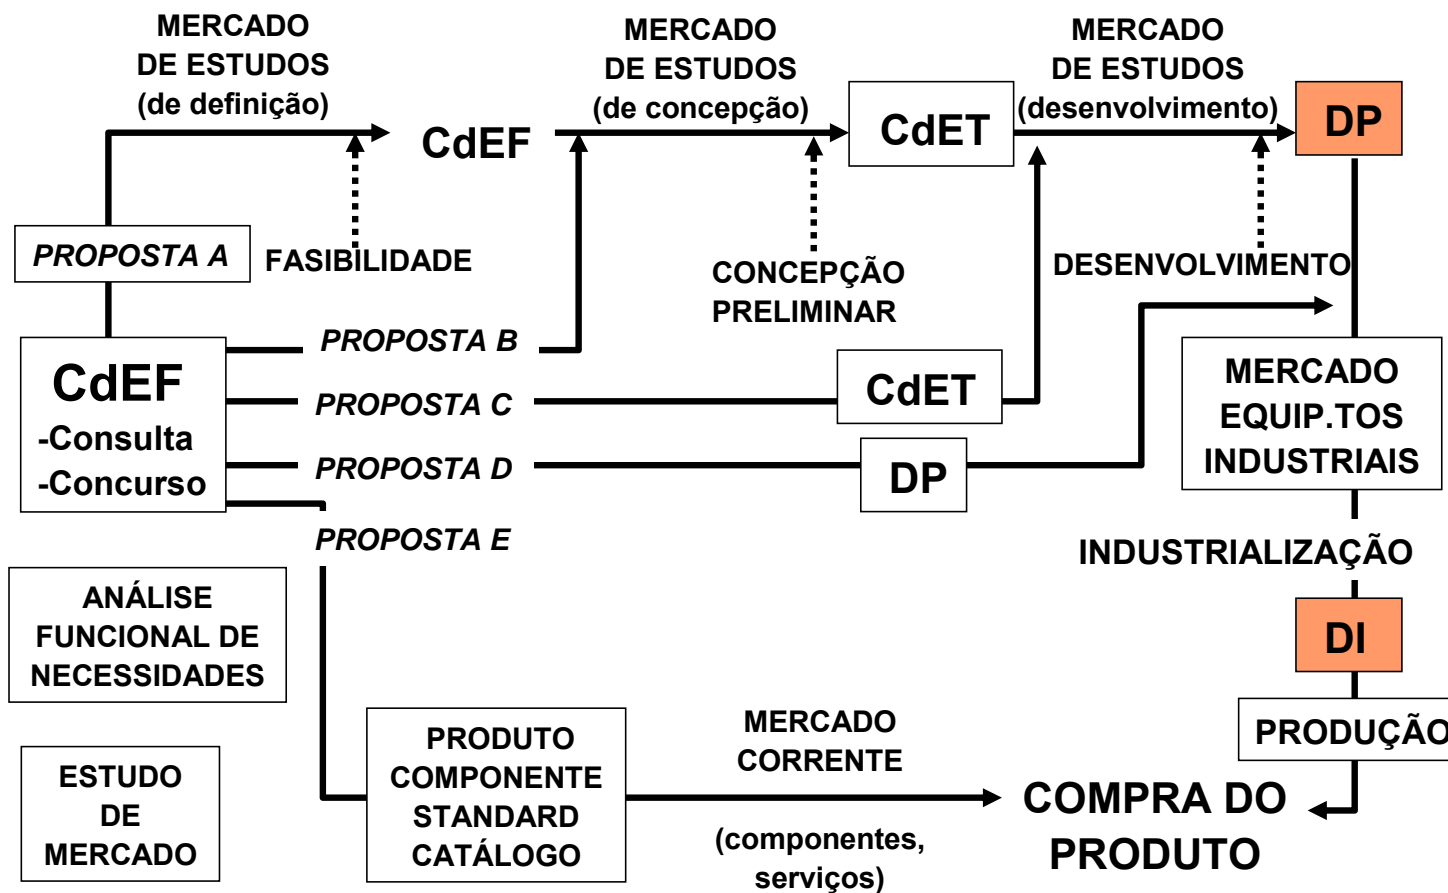 MERCADO
DE ESTUDOS
(de definição)
MERCADO
DE ESTUDOS
(de concepção)
MERCADO
DE ESTUDOS
(desenvolvimento)
CdEF
CdET
DP
PROPOSTA A
FASIBILIDADE
CONCEPÇÃO
PRELIMINAR
DESENVOLVIMENTO
CdEF
-Consulta
-Concurso
PROPOSTA B
PROPOSTA C
CdET
PROPOSTA D
DP
PROPOSTA E
MERCADO
EQUIP.TOS
INDUSTRIAIS
INDUSTRIALIZAÇÃO
DI
PRODUÇÃO
ANÁLISE
FUNCIONAL DE
NECESSIDADES
ESTUDO
DE
MERCADO
PRODUTO
COMPONENTE
STANDARD
CATÁLOGO
MERCADO
CORRENTE
(componentes,
serviços)
COMPRA DO
PRODUTO